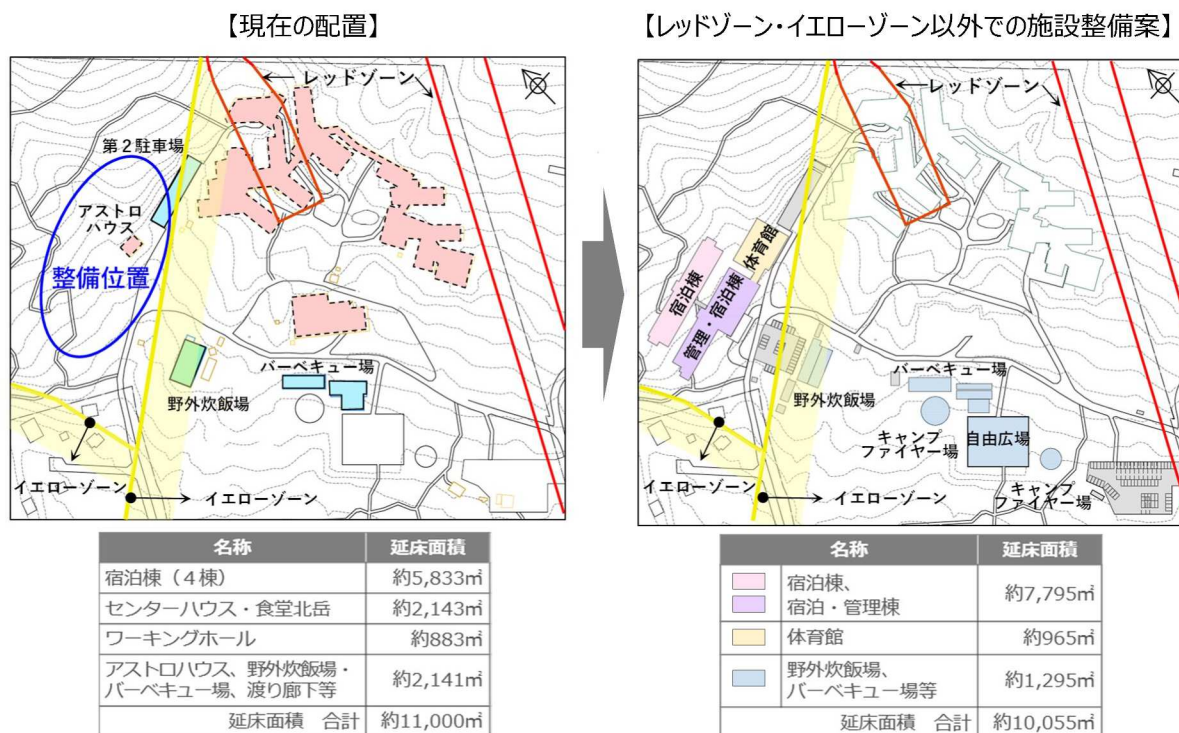 【現在の配置】
レッドゾーン
第2駐車場
アストロ
ハウス
整備位置
バーベキュー場
野外炊飯場
イエローゾーン
イエローゾーン
名称 延床面積
宿泊棟(4棟) 約5,833㎡
センターハウス・食堂北岳 約2,143㎡
ワーキングホール 約883㎡
アストロハウス、野外炊飯場・
バーベキュー場、渡り廊下等 約2,141㎡
延床面積 合計 約11,000㎡
【レッドゾーン・イエローゾーン以外での施設整備案】
レッドゾーン
体育館
宿泊棟
管理・宿泊棟
バーベキュー場
野外炊飯場
キャンプ
ファイヤー場
自由広場
イエローゾーン
イエローゾーン
キャンプ
ファイヤー場
名称 延床面積
宿泊棟、
宿泊・管理棟 約7,795㎡
体育館 約965㎡
野外炊飯場、
バーベキュー場等 約1,295㎡
延床面積 合計 約10,055㎡